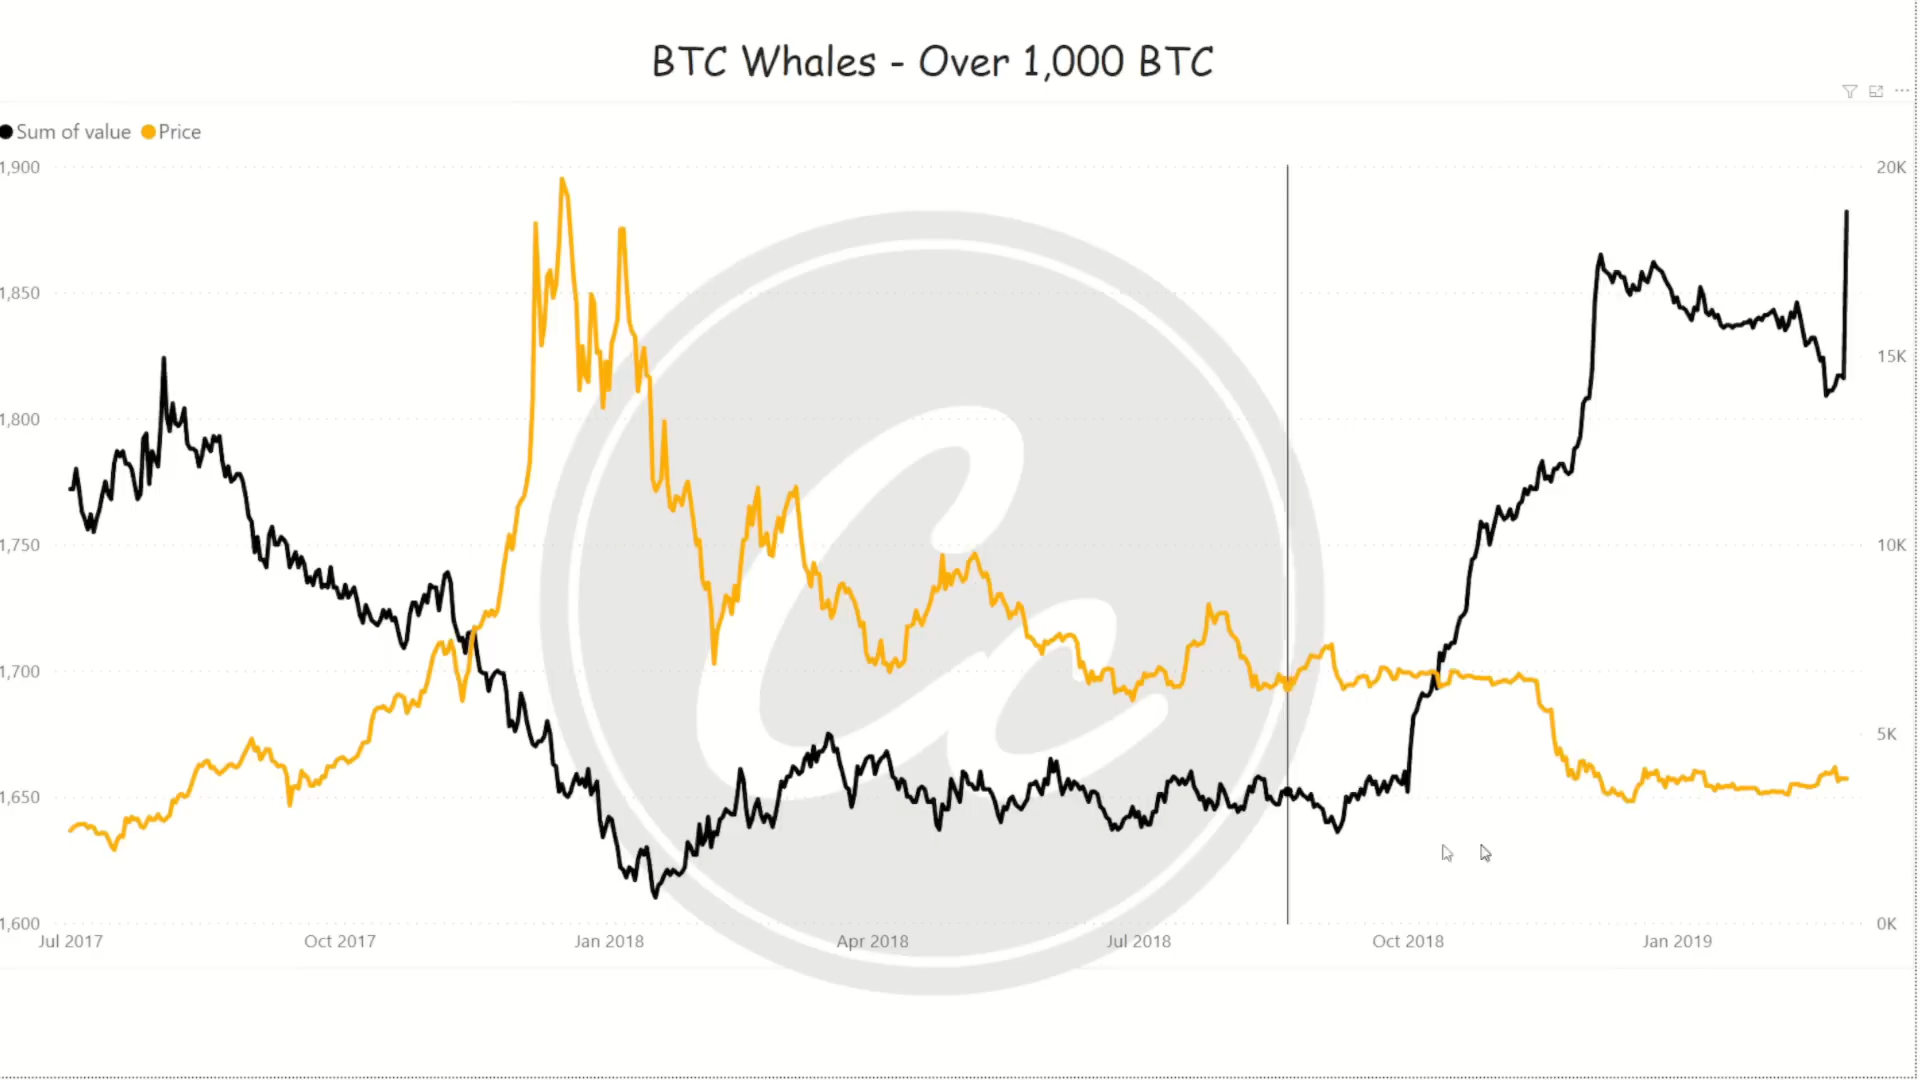 BTC Whales - Over 1,000 BTC
Sum of value Price
1,900
1,850
1,800
1,750
1,700
1,650
1,600
20K
15K
10K
5K
0K
Jul 2017 Oct 2017 Jan 2018 Apr 2018 Jul 2018 Oct 2018 Jan 2019
Cc